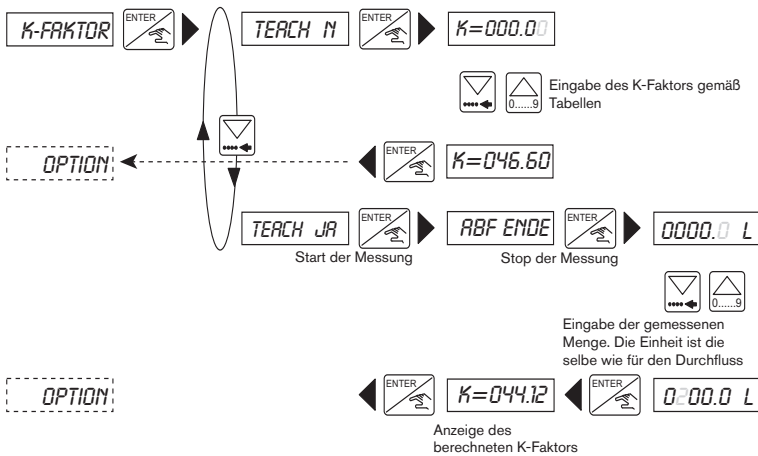 K-FAKTOR ENTER TEACH N ENTER K=000.00
0......9 Eingabe des K-Faktors gemäß
Tabellen
OPTION ENTER K=046.60
TEACH JA ENTER ABF ENDE ENTER 0000.0 L
Start der Messung Stop der Messung
0......9
Eingabe der gemessenen
Menge. Die Einheit ist die
selbe wie für den Durchfluss
OPTION ENTER K=044.12 ENTER 0200.0 L
Anzeige des
berechneten K-Faktors